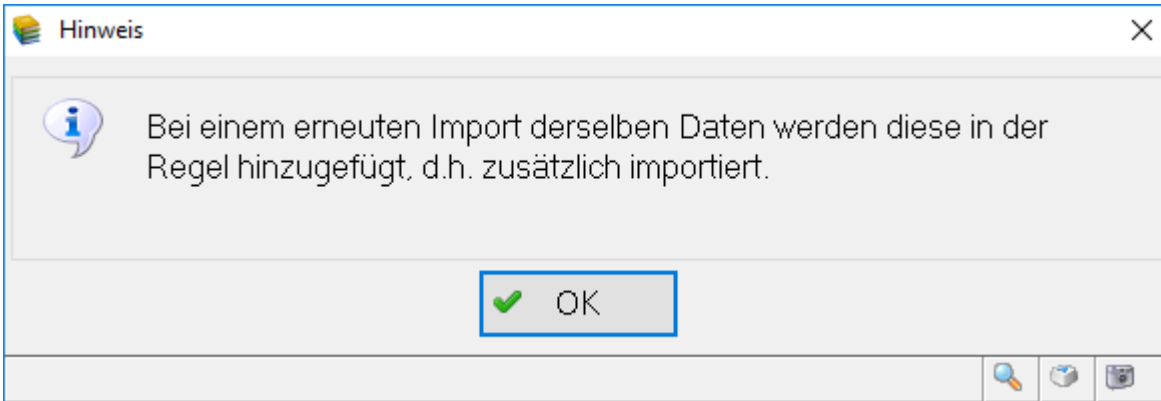 Hinweis
Bei einem erneuten Import derselben Daten werden diese in der
Regel hinzugefügt, d.h. zusätzlich importiert.
OK